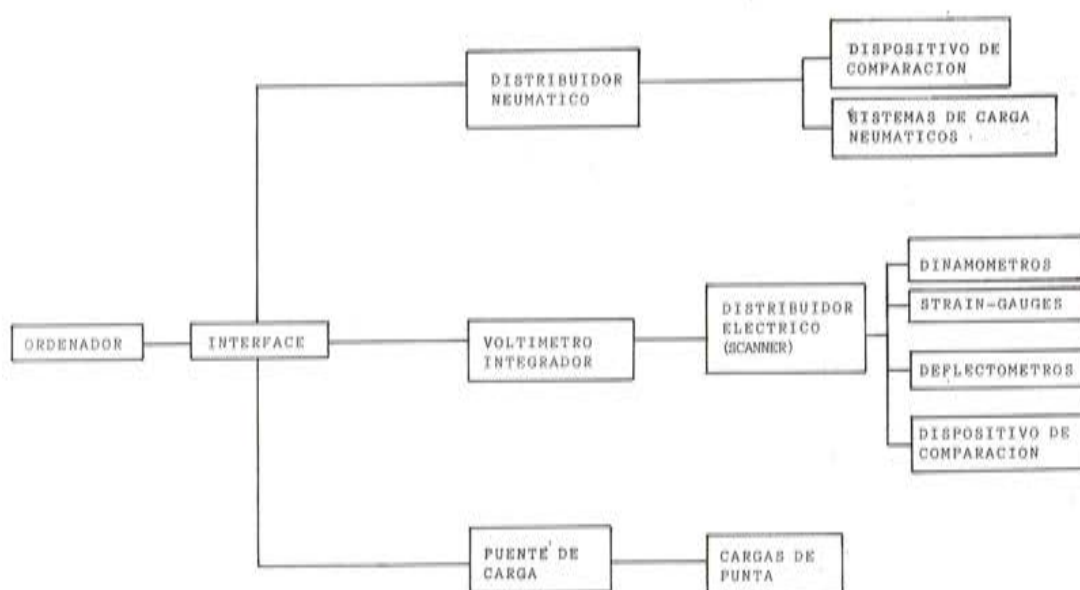 DISTRIBUIDOR
NEUMATICO
DISPOSITIVO DE
COMPARACION
SISTEMAS DE CARGA
NEUMATICOS
ORDENADOR
INTERFACE
VOLTIMETRO
INTEGRADOR
DISTRIBUIDOR
ELECTRICO
(SCANNER)
DINAMOMETROS
STRAIN-GAUGES
DEFLECTOMETROS
DISPOSITIVO DE
COMPARACION
PUENTE DE
CARGA
CARGAS DE
PUNTA